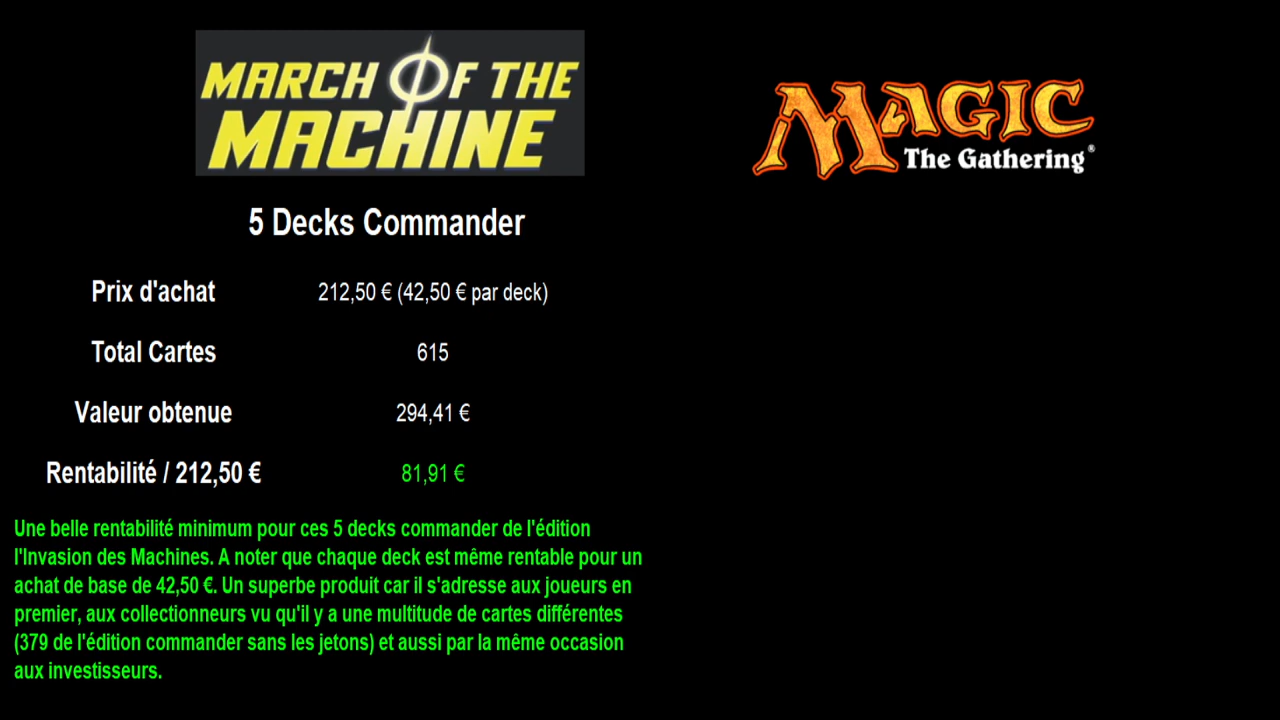 MARCH OF THE
MACHINE
MAGIC
The Gathering®
5 Decks Commander
Prix d'achat 212,50 € (42,50 € par deck)
Total Cartes 615
Valeur obtenue 294,41 €
Rentabilité / 212,50 € 81,91 €
Une belle rentabilité minimum pour ces 5 decks commander de l'édition
l'Invasion des Machines. A noter que chaque deck est même rentable pour un
achat de base de 42,50 €. Un superbe produit car il s'adresse aux joueurs en
premier, aux collectionneurs vu qu'il y a une multitude de cartes différentes
(379 de l'édition commander sans les jetons) et aussi par la même occasion
aux investisseurs.